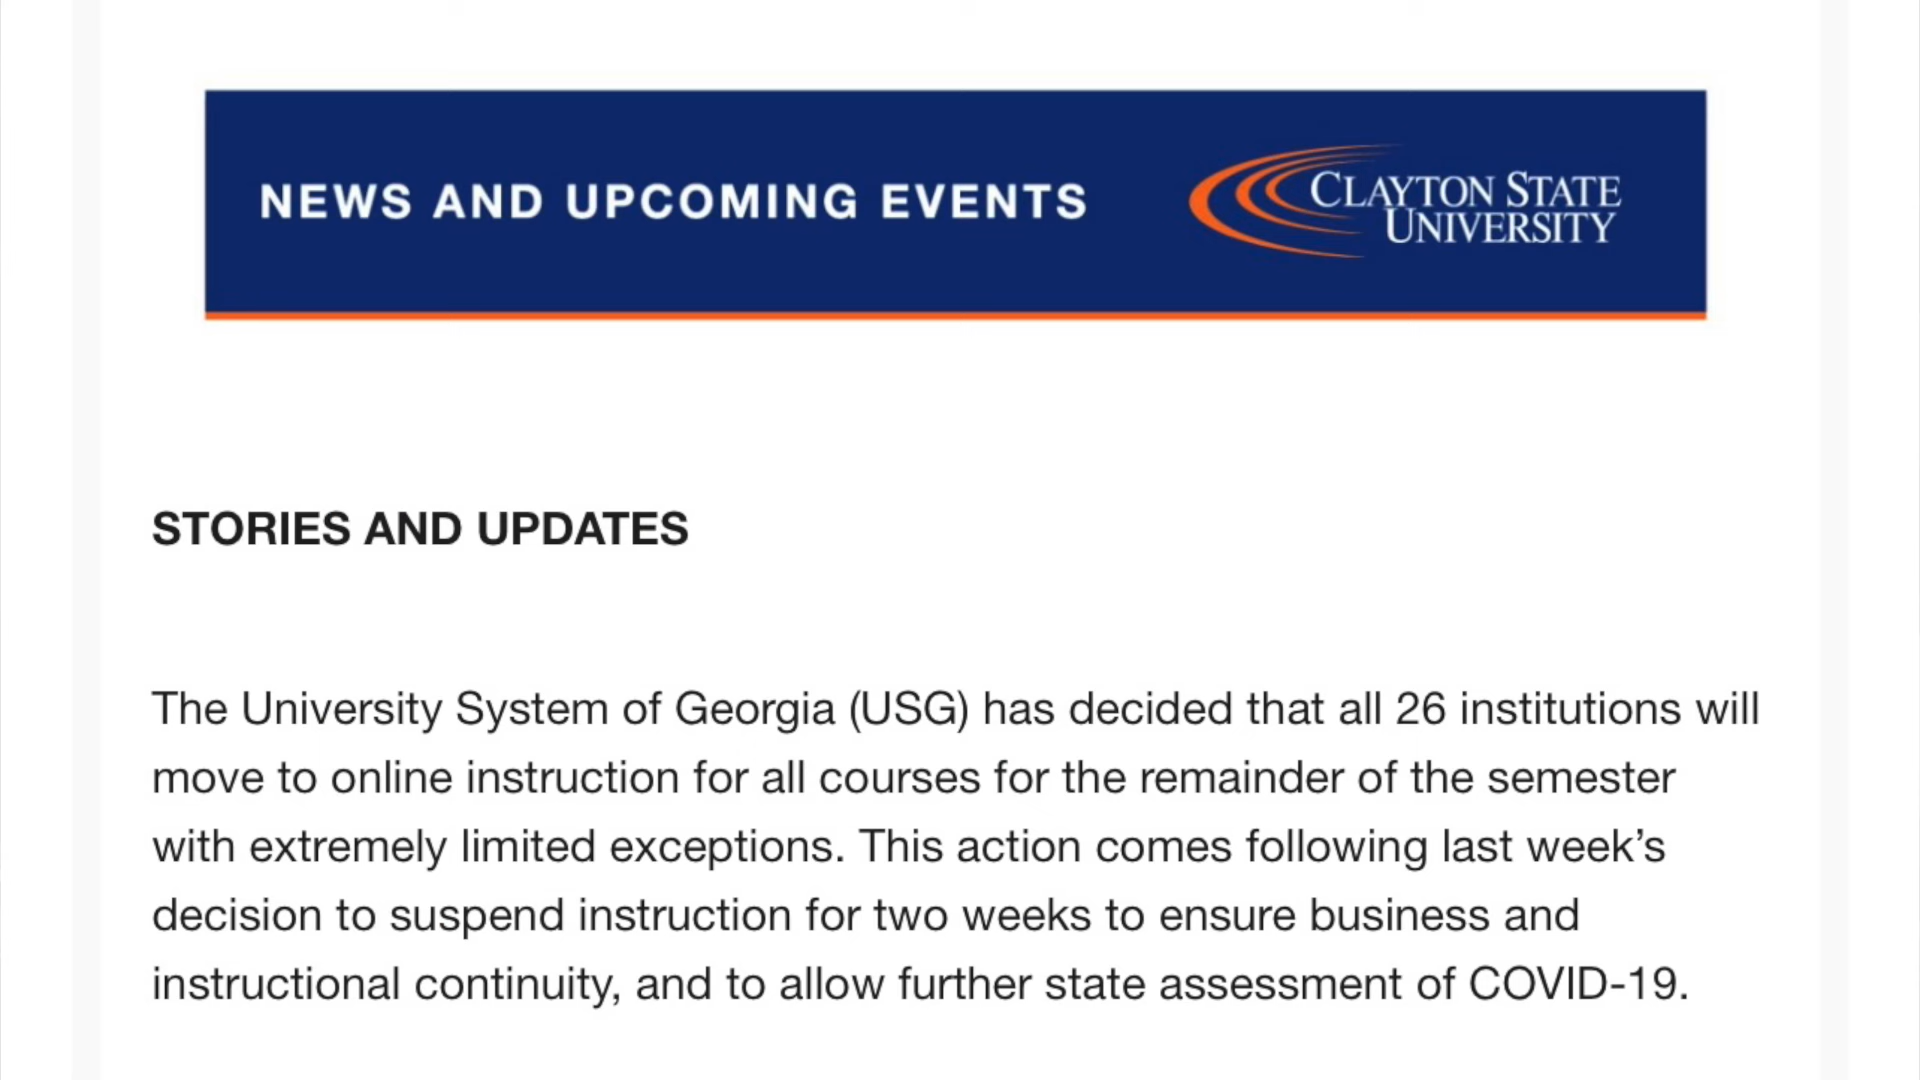 NEWS AND UPCOMING EVENTS
CLAYTON STATE
UNIVERSITY
STORIES AND UPDATES
The University System of Georgia (USG) has decided that all 26 institutions will
move to online instruction for all courses for the remainder of the semester
with extremely limited exceptions. This action comes following last week’s
decision to suspend instruction for two weeks to ensure business and
instructional continuity, and to allow further state assessment of COVID-19.